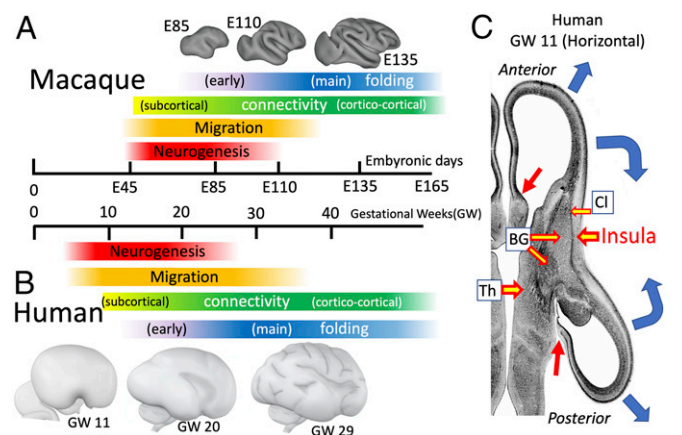 A
E85
E110
E135
Macaque
(early) (main) folding
(subcortical) connectivity (cortico-cortical)
Migration
Neurogenesis
Embyronic days
0 E45 E85 E110 E135 E165
0 10 20 30 40 Gestational Weeks(GW)
Neurogenesis
Migration
B
Human
(subcortical) connectivity (cortico-cortical)
(early) (main) folding
GW 11
GW 20
GW 29
C
Human
GW 11 (Horizontal)
Anterior
Cl
BG
Insula
Th
Posterior